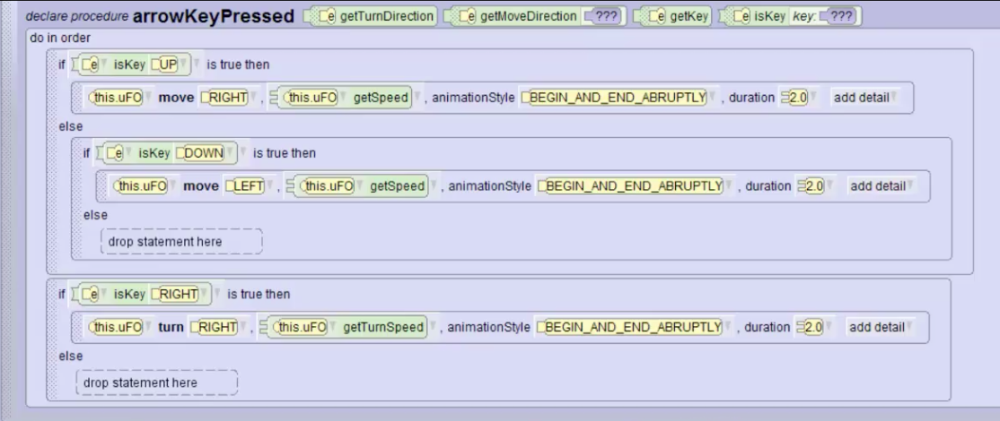 declare procedure arrowKeyPressed e getTurnDirection e getMoveDirection ??? e getKey e isKey key: ???
do in order
if e isKey UP is true then
this.uFO move RIGHT , this.uFO getSpeed , animationStyle BEGIN_AND_END_ABRUPTLY , duration 2.0 add detail
else
if e isKey DOWN is true then
this.uFO move LEFT , this.uFO getSpeed , animationStyle BEGIN_AND_END_ABRUPTLY , duration 2.0 add detail
else
drop statement here
if e isKey RIGHT is true then
this.uFO turn RIGHT , this.uFO getTurnSpeed , animationStyle BEGIN_AND_END_ABRUPTLY , duration 2.0 add detail
else
drop statement here